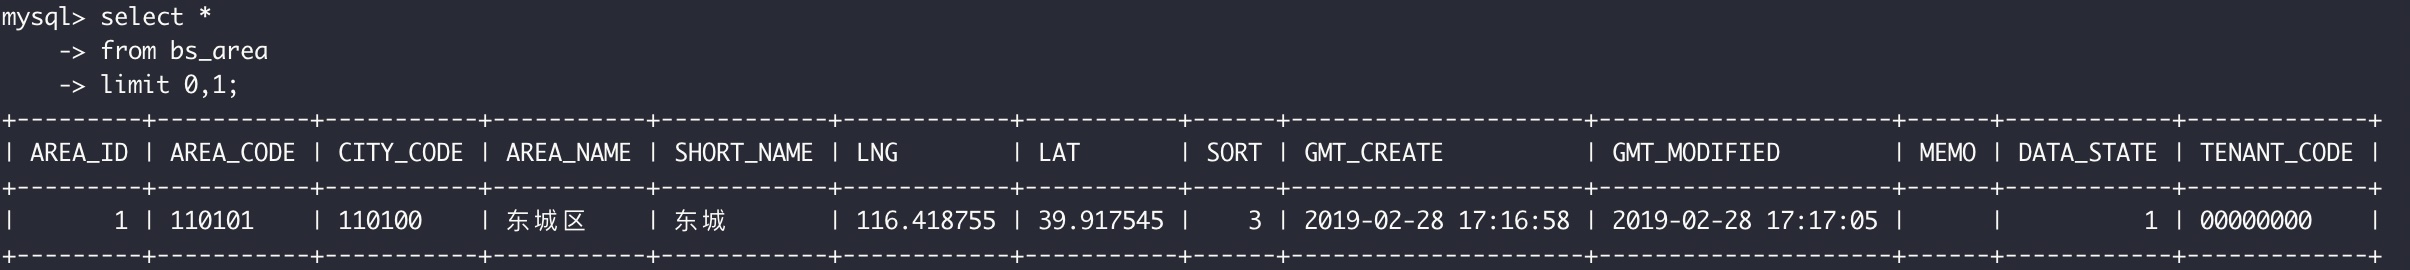 mysql> select *
    -> from bs_area
    -> limit 0,1;
+---------+-----------+-----------+-----------+------------+------------+-----------+------+---------------------+---------------------+------+------------+-------------+
| AREA_ID | AREA_CODE | CITY_CODE | AREA_NAME | SHORT_NAME | LNG        | LAT       | SORT | GMT_CREATE          | GMT_MODIFIED        | MEMO | DATA_STATE | TENANT_CODE |
+---------+-----------+-----------+-----------+------------+------------+-----------+------+---------------------+---------------------+------+------------+-------------+
|       1 | 110101    | 110100    | 东城区    | 东城       | 116.418755 | 39.917545 |    3 | 2019-02-28 17:16:58 | 2019-02-28 17:17:05 |      |          1 | 00000000    |
+---------+-----------+-----------+-----------+------------+------------+-----------+------+---------------------+---------------------+------+------------+-------------+